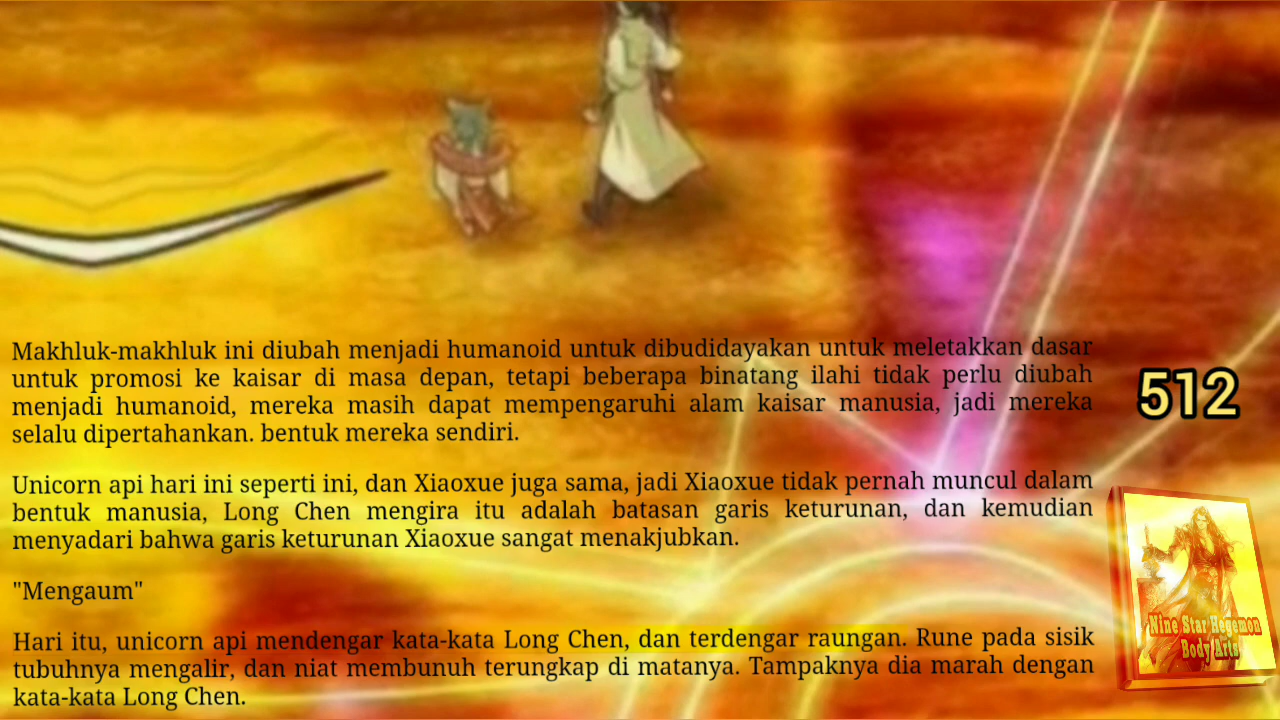 Makhluk-makhluk ini diubah menjadi humanoid untuk dibudidayakan untuk meletakkan dasar
untuk promosi ke kaisar di masa depan, tetapi beberapa binatang ilahi tidak perlu diubah
menjadi humanoid, mereka masih dapat mempengaruhi alam kaisar manusia, jadi mereka
selalu dipertahankan. bentuk mereka sendiri.
512
Unicorn api hari ini seperti ini, dan Xiaoxue juga sama, jadi Xiaoxue tidak pernah muncul dalam
bentuk manusia, Long Chen mengira itu adalah batasan garis keturunan, dan kemudian
menyadari bahwa garis keturunan Xiaoxue sangat menakjubkan.
"Mengaum"
Hari itu, unicorn api mendengar kata-kata Long Chen, dan terdengar raungan. Rune pada sisik
tubuhnya mengalir, dan niat membunuh terungkap di matanya. Tampaknya dia marah dengan
kata-kata Long Chen.
Nine Star Hegemon
Body Arts